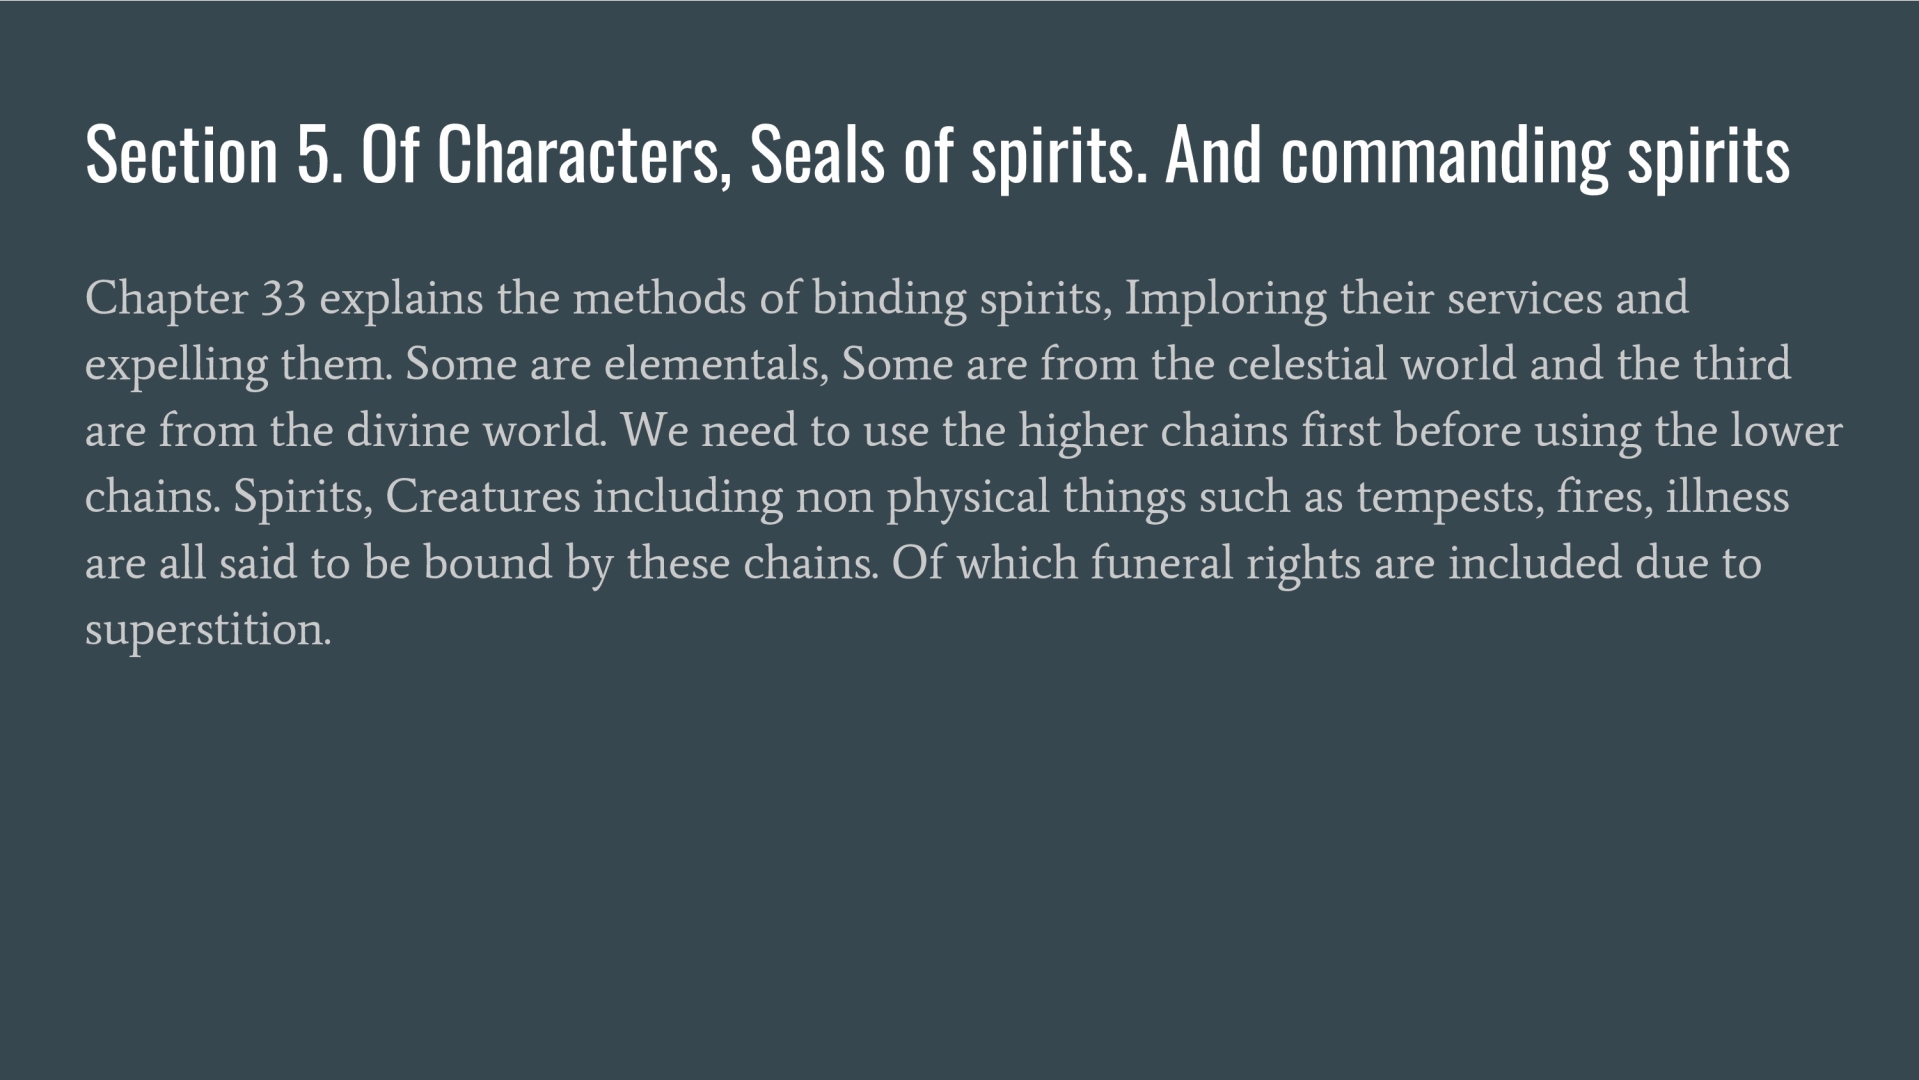 Section 5. Of Characters, Seals of spirits. And commanding spirits
Chapter 33 explains the methods of binding spirits, Imploring their services and
expelling them. Some are elementals, Some are from the celestial world and the third
are from the divine world. We need to use the higher chains first before using the lower
chains. Spirits, Creatures including non physical things such as tempests, fires, illness
are all said to be bound by these chains. Of which funeral rights are included due to
superstition.